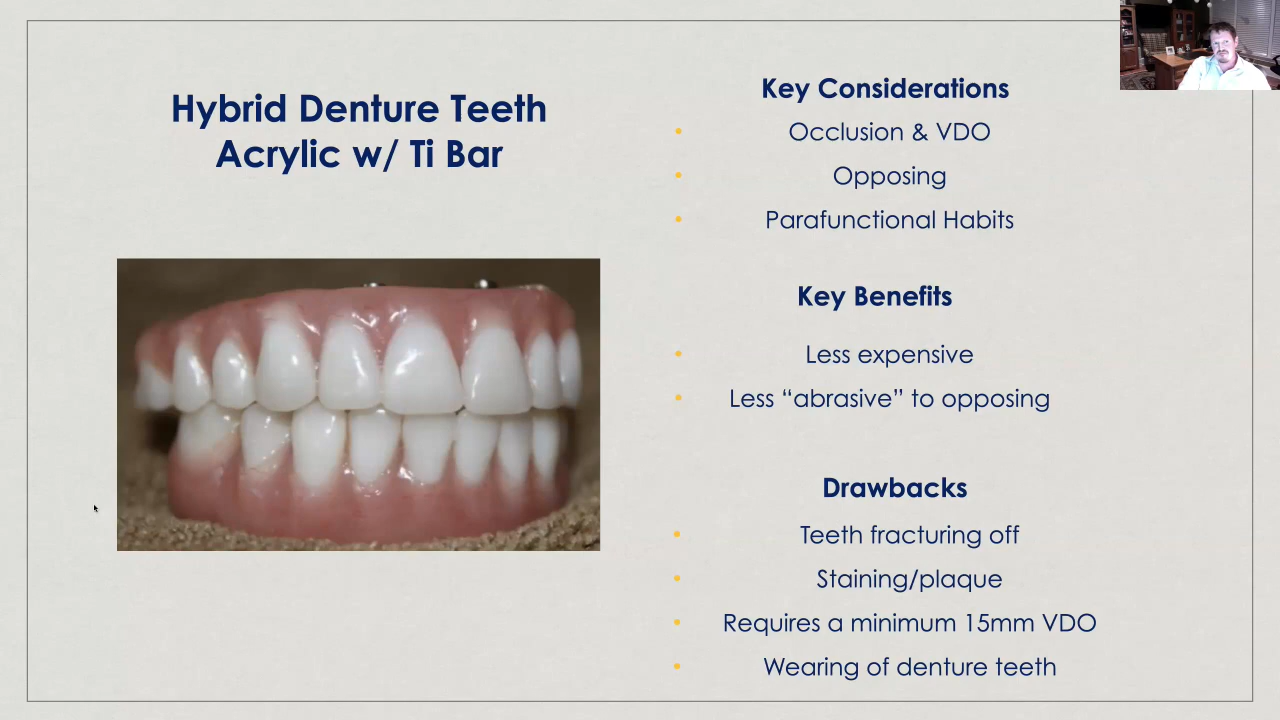 Hybrid Denture Teeth
Acrylic w/ Ti Bar
Key Considerations
• Occlusion & VDO
• Opposing
• Parafunctional Habits
Key Benefits
• Less expensive
• Less “abrasive” to opposing
Drawbacks
• Teeth fracturing off
• Staining/plaque
• Requires a minimum 15mm VDO
• Wearing of denture teeth